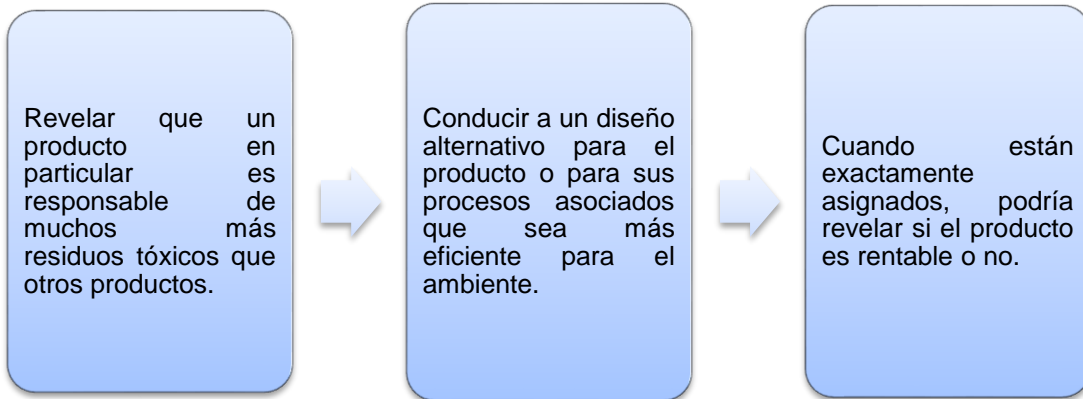 Revelar que un
producto en
particular es
responsable de
muchos más
residuos tóxicos que
otros productos.
Conducir a un diseño
alternativo para el
producto o para sus
procesos asociados
que sea más
eficiente para el
ambiente.
Cuando están
exactamente
asignados, podría
revelar si el producto
es rentable o no.